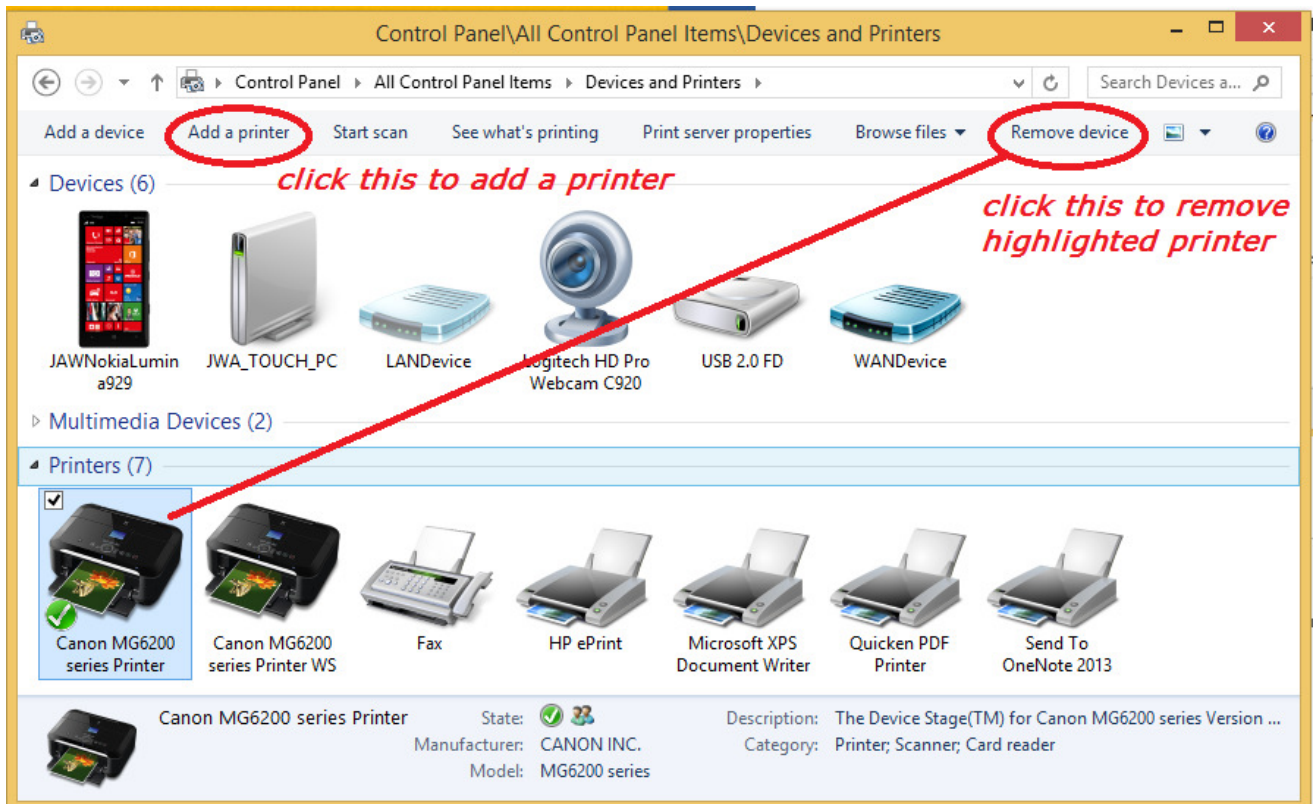 Control Panel\All Control Panel Items\Devices and Printers
Control Panel All Control Panel Items Devices and Printers
Search Devices a...
Add a device Add a printer Start scan See what's printing Print server properties Browse files Remove device
click this to add a printer
click this to remove
highlighted printer
Devices (6)
JAWNokiaLumin
a929
JWA_TOUCH_PC
LANDevice
Logitech HD Pro
Webcam C920
USB 2.0 FD
WANDevice
Multimedia Devices (2)
Printers (7)
Canon MG6200
series Printer
Canon MG6200
series Printer WS
Fax
HP ePrint
Microsoft XPS
Document Writer
Quicken PDF
Printer
Send To
OneNote 2013
Canon MG6200 series Printer State: Description: The Device Stage(TM) for Canon MG6200 series Version ...
Manufacturer: CANON INC. Category: Printer; Scanner; Card reader
Model: MG6200 series